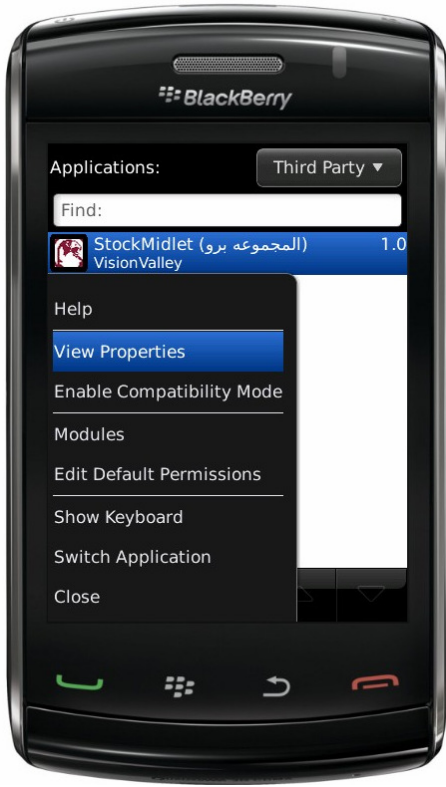 BlackBerry
Applications:
Third Party ▼
Find:
StockMidlet (المجموعه برو) 1.0
VisionValley
Help
View Properties
Enable Compatibility Mode
Modules
Edit Default Permissions
Show Keyboard
Switch Application
Close